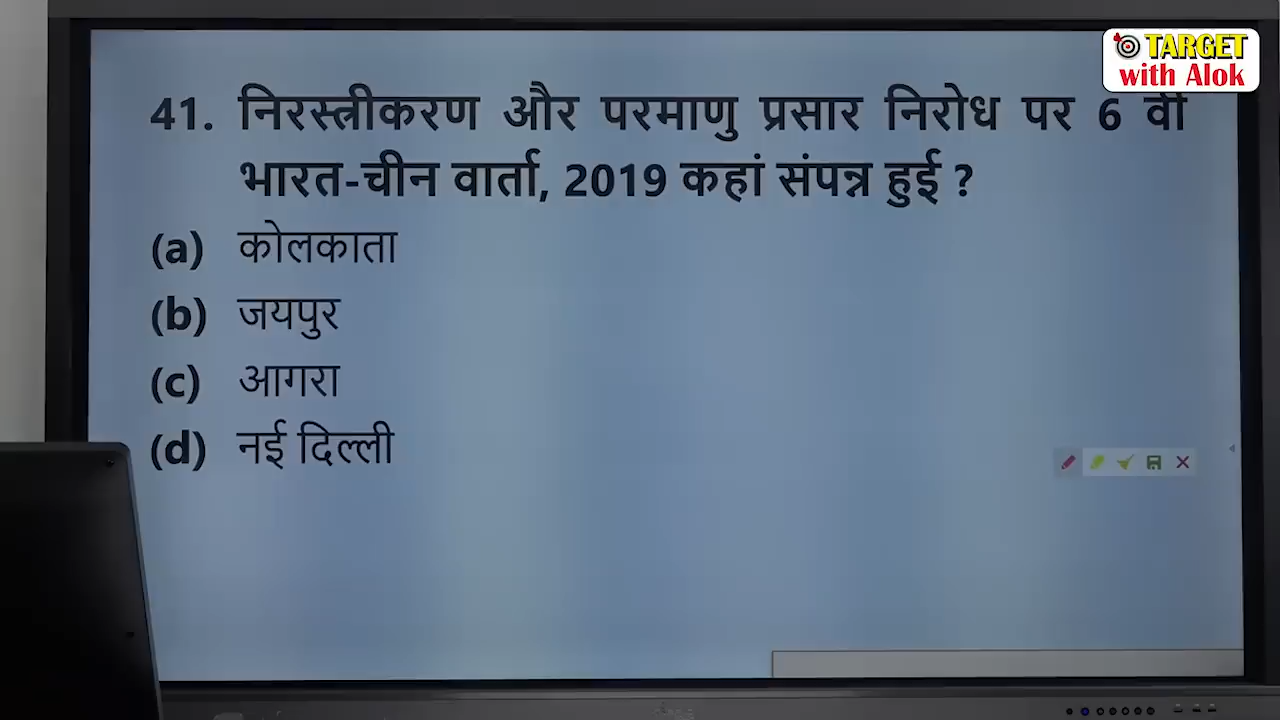 TARGET
with Alok
41. निरस्त्रीकरण और परमाणु प्रसार निरोध पर 6 वीं
भारत-चीन वार्ता, 2019 कहां संपन्न हुई ?
(a) कोलकाता
(b) जयपुर
(c) आगरा
(d) नई दिल्ली